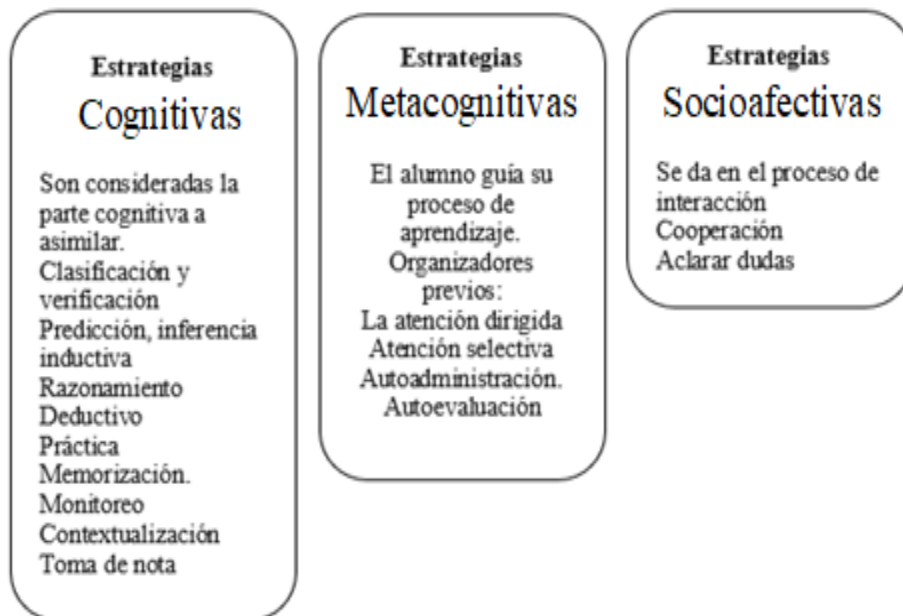 Estrategias
Cognitivas
Son consideradas la
parte cognitiva a
asimilar.
Clasificación y
verificación
Predicción, inferencia
inductiva
Razonamiento
Deductivo
Práctica
Memorización.
Monitoreo
Contextualización
Toma de nota
Estrategias
Metacognitivas
El alumno guía su
proceso de
aprendizaje.
Organizadores
previos:
La atención dirigida
Atención selectiva
Autoadministración.
Autoevaluación
Estrategias
Socioafectivas
Se da en el proceso de
interacción
Cooperación
Aclarar dudas